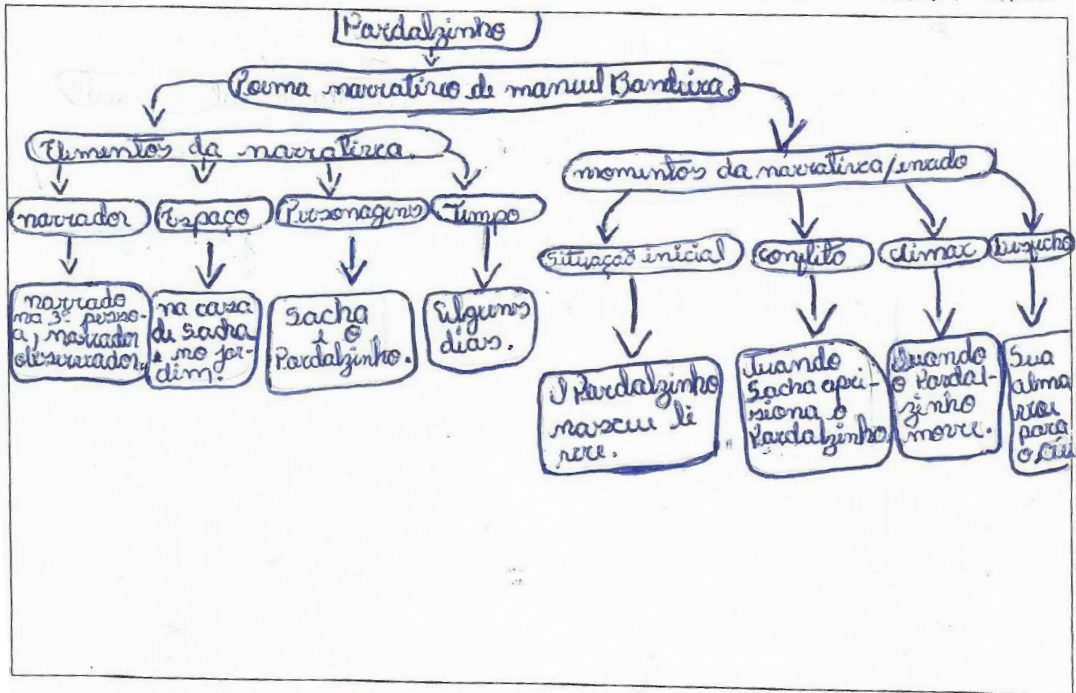 Pardalzinho
Poema narrativo de manuel Bandeira.
Elementos da narrativa.
momentos da narrativa/enredo
narrador
Espaço
Personagens
Tempo
Situação inicial
conflito
climax
Desfecho
narrado
na 3ª pesso-
a, narrador
observador.
na caza
de Sacha
e no jar-
dim.
Sacha
e o
Pardalzinho.
Alguns
dias.
O Pardalzinho
nasceu li
vre.
Quando
Sacha apri-
siona o
Pardalzinho
Quando
o Pardal-
zinho
morre.
Sua
alma
voou
para
o céu